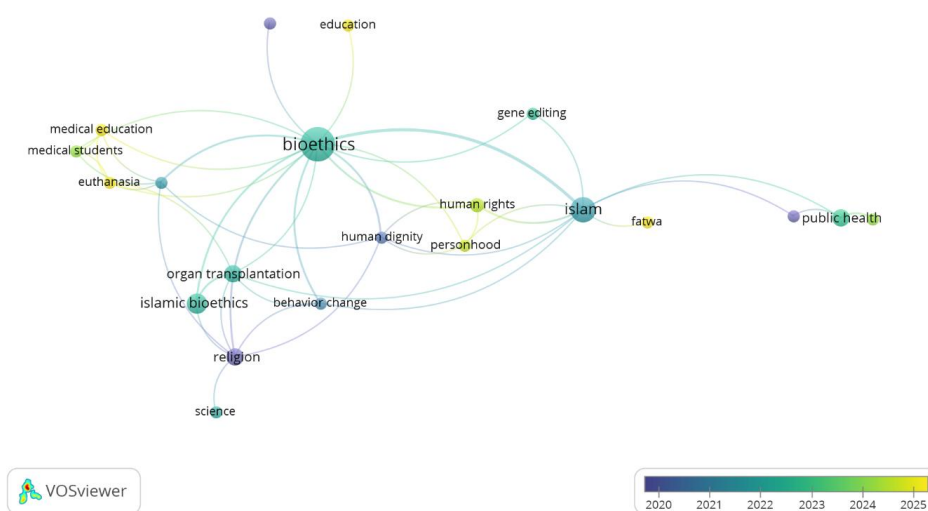 education
gene editing
medical education
bioethics
medical students
euthanasia
human rights
islam
fatwa
public health
human dignity
personhood
organ transplantation
islamic bioethics
behavior change
religion
science
VOSviewer
2020 2021 2022 2023 2024 2025